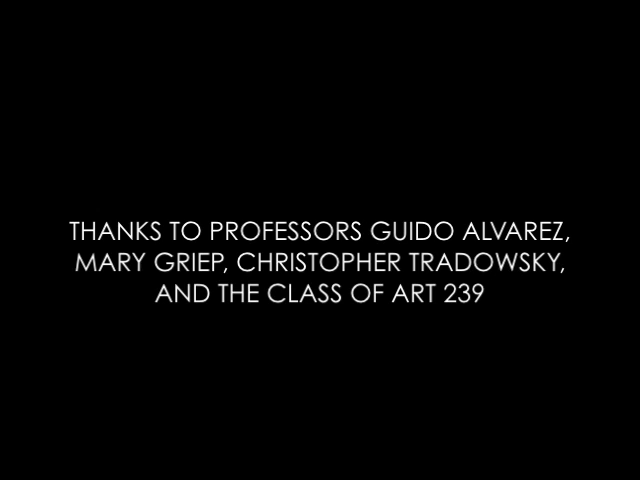 THANKS TO PROFESSORS GUIDO ALVAREZ,
MARY GRIEP, CHRISTOPHER TRADOWSKY,
AND THE CLASS OF ART 239